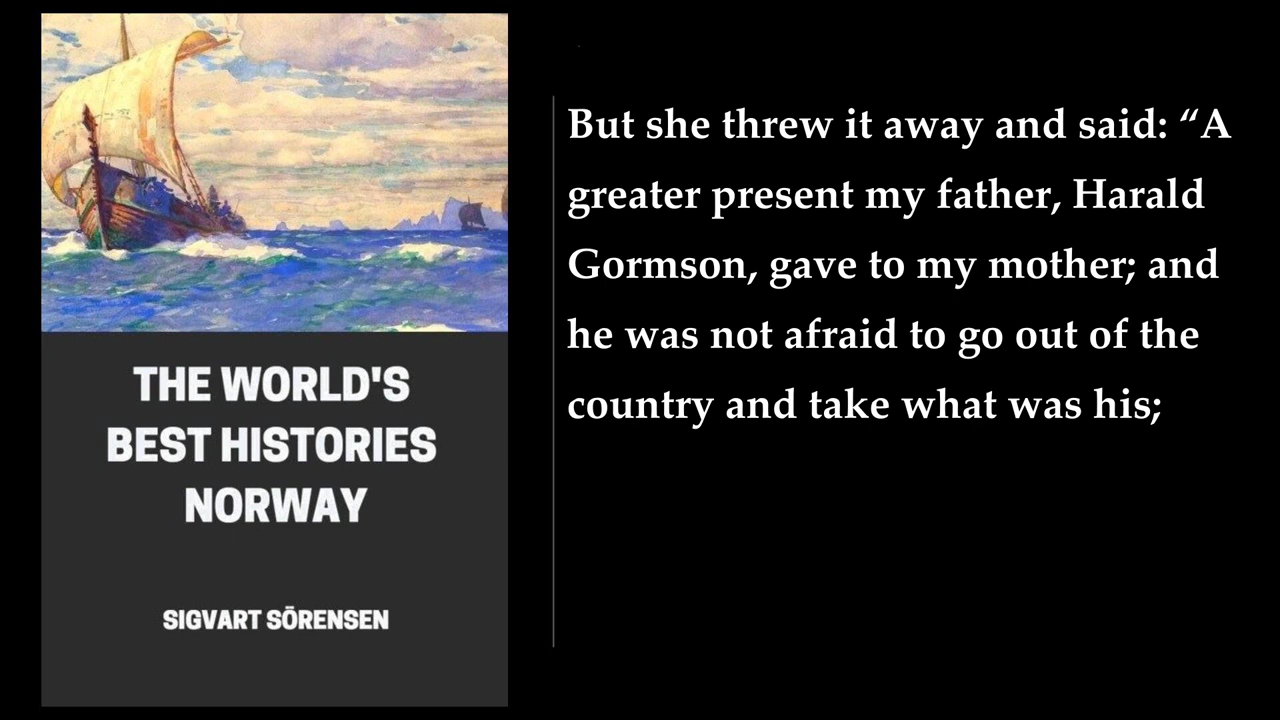 THE WORLD'S
BEST HISTORIES
NORWAY
SIGVART SÖRENSEN
But she threw it away and said: “A
greater present my father, Harald
Gormson, gave to my mother; and
he was not afraid to go out of the
country and take what was his;